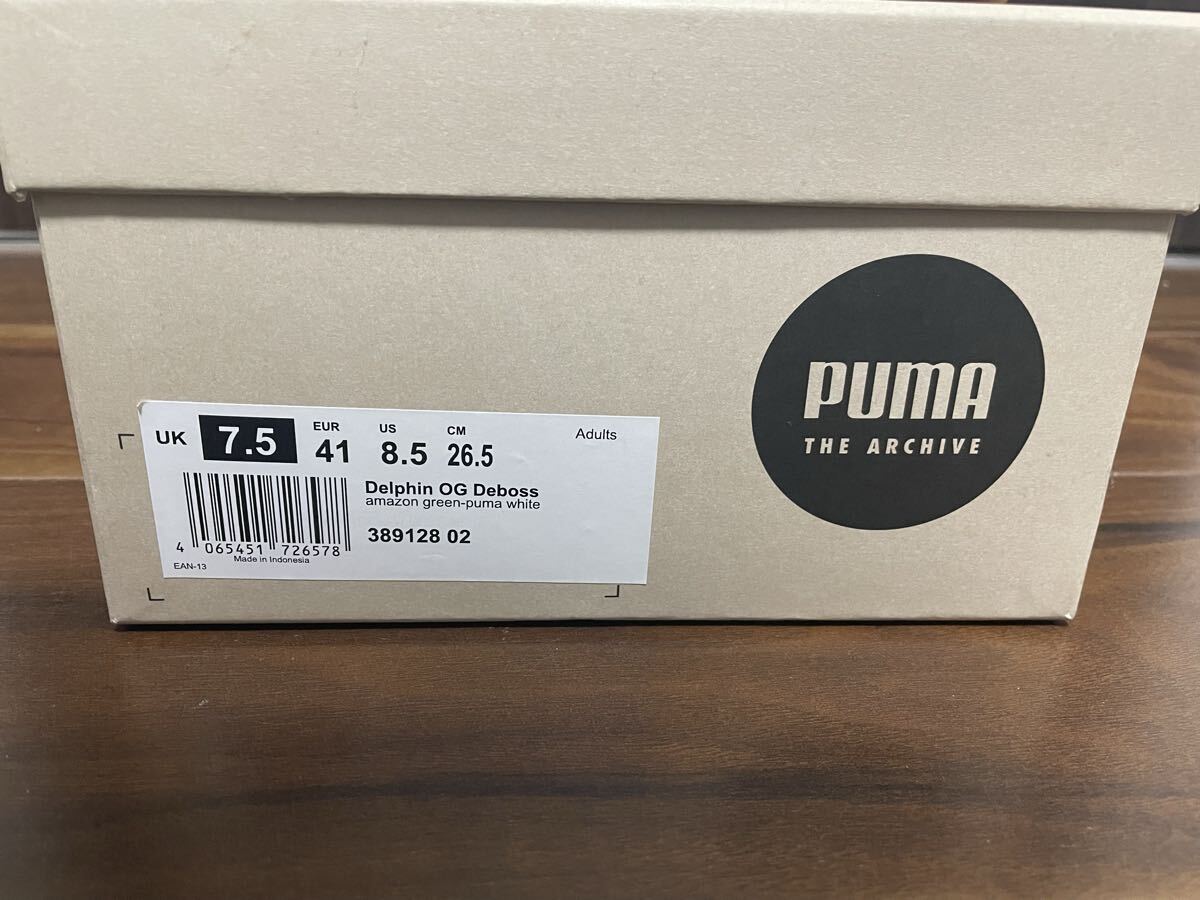 PUMA
THE ARCHIVE
UK 7.5 EUR 41 US 8.5 CM 26.5 Adults
Delphin OG Deboss
amazon green-puma white
389128 02
4 065451 726578
Made in Indonesia
EAN-13